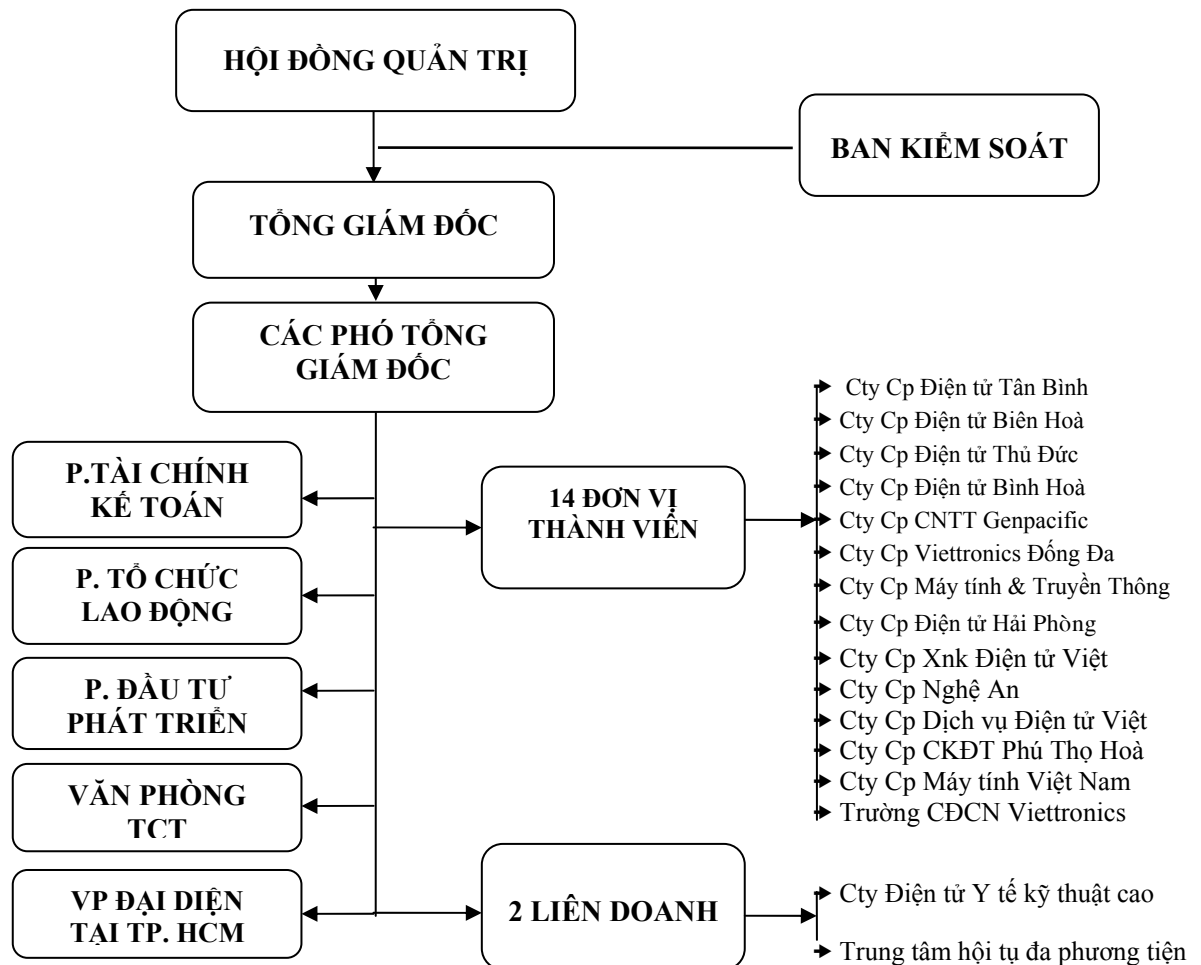 HỘI ĐỒNG QUẢN TRỊ
BAN KIỂM SOÁT
TỔNG GIÁM ĐỐC
CÁC PHÓ TỔNG
GIÁM ĐỐC
P.TÀI CHÍNH
KẾ TOÁN
P. TỔ CHỨC
LAO ĐỘNG
P. ĐẦU TƯ
PHÁT TRIỂN
VĂN PHÒNG
TCT
VP ĐẠI DIỆN
TẠI TP. HCM
14 ĐƠN VỊ
THÀNH VIÊN
Cty Cp Điện tử Tân Bình
Cty Cp Điện tử Biên Hoà
Cty Cp Điện tử Thủ Đức
Cty Cp Điện tử Bình Hoà
Cty Cp CNTT Genpacific
Cty Cp Viettronics Đống Đa
Cty Cp Máy tính & Truyền Thông
Cty Cp Điện tử Hải Phòng
Cty Cp Xnk Điện tử Việt
Cty Cp Nghệ An
Cty Cp Dịch vụ Điện tử Việt
Cty Cp CKĐT Phú Thọ Hoà
Cty Cp Máy tính Việt Nam
Trường CĐCN Viettronics
2 LIÊN DOANH
Cty Điện tử Y tế kỹ thuật cao
Trung tâm hội tụ đa phương tiện